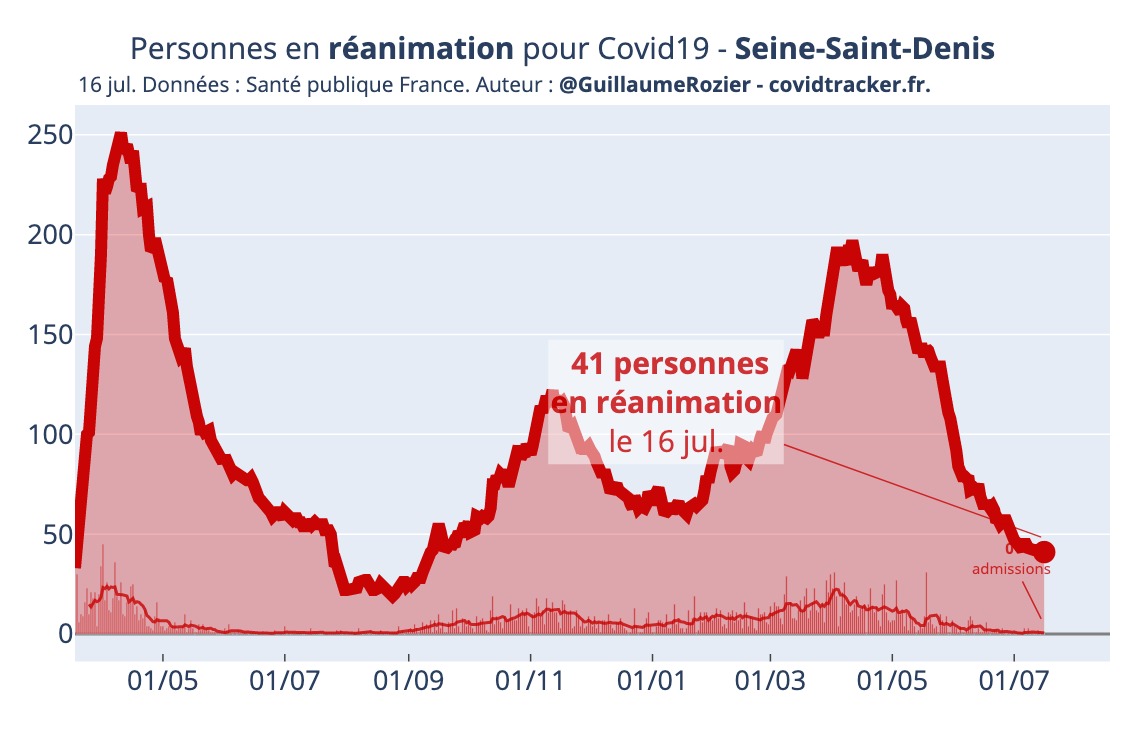 Personnes en réanimation pour Covid19 - Seine-Saint-Denis
16 jul. Données : Santé publique France. Auteur : @GuillaumeRozier - covidtracker.fr.
250
200
150
100
50
0
41 personnes
en réanimation
le 16 jul.
0
admissions
01/05 01/07 01/09 01/11 01/01 01/03 01/05 01/07